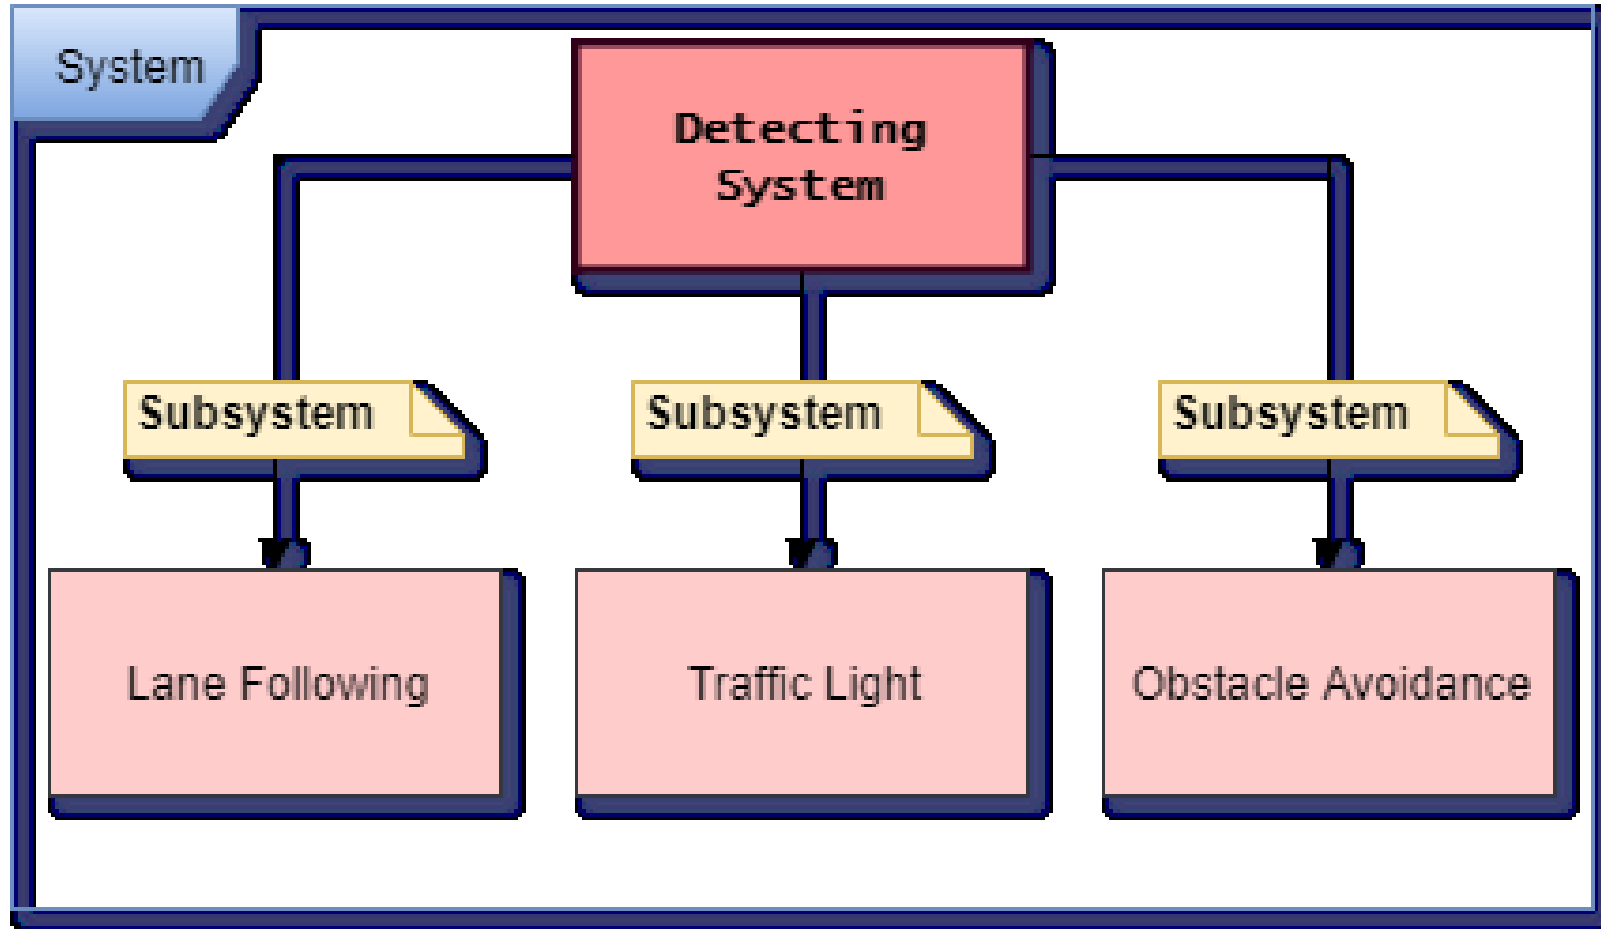 System
Detecting
System
Subsystem
Subsystem
Subsystem
Lane Following
Traffic Light
Obstacle Avoidance